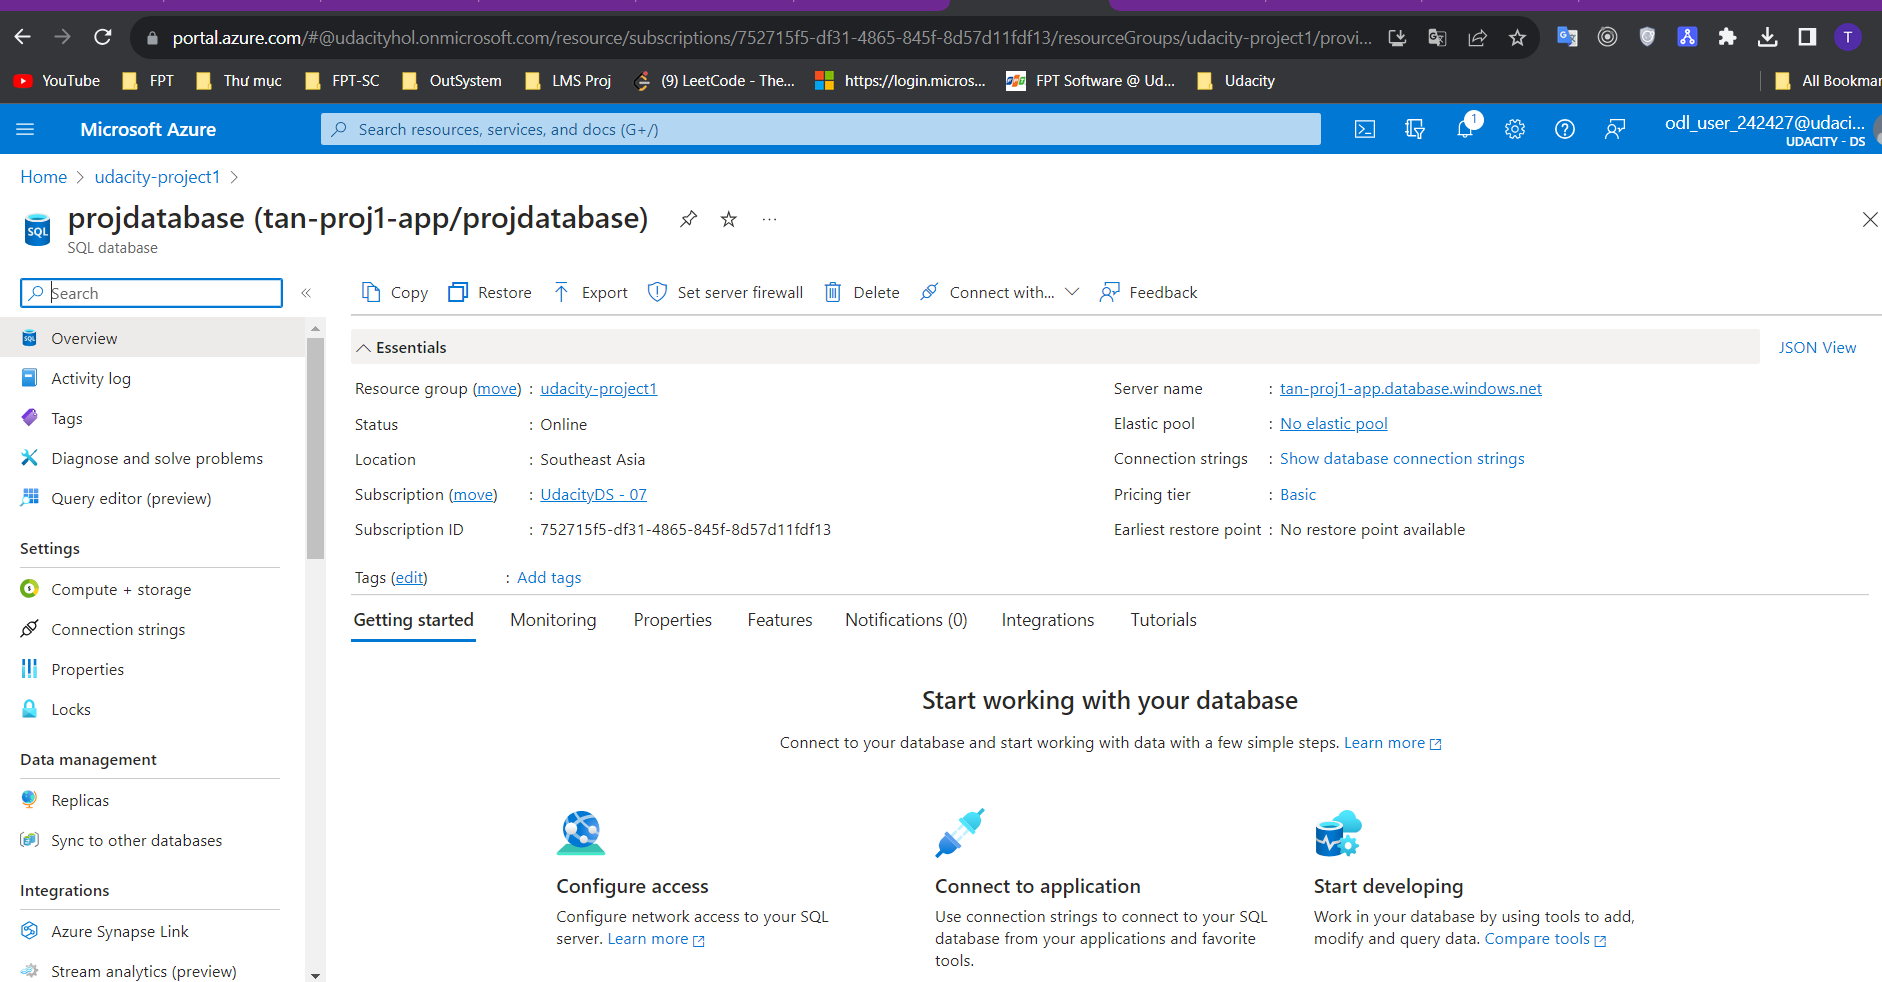 portal.azure.com/#@udacityhol.onmicrosoft.com/resource/subscriptions/752715f5-df31-4865-845f-8d57d11fdf13/resourceGroups/udacity-project1/provi...
T
YouTube FPT Thư mục FPT-SC OutSystem LMS Proj (9) LeetCode - The... https://login.micros... FPT Software @ Ud... Udacity All Bookmar
Microsoft Azure
Search resources, services, and docs (G+/)
1
odl_user_242427@udaci...
UDACITY - DS
Home > udacity-project1 >
SQL
projdatabase (tan-proj1-app/projdatabase) ...
SQL database
Search «
Copy Restore Export Set server firewall Delete Connect with... Feedback
Overview
Activity log
Tags
Diagnose and solve problems
Query editor (preview)
Settings
Compute + storage
Connection strings
Properties
Locks
Data management
Replicas
Sync to other databases
Integrations
Azure Synapse Link
Stream analytics (preview)
Essentials
JSON View
Resource group (move) : udacity-project1
Status : Online
Location : Southeast Asia
Subscription (move) : UdacityDS - 07
Subscription ID : 752715f5-df31-4865-845f-8d57d11fdf13
Server name : tan-proj1-app.database.windows.net
Elastic pool : No elastic pool
Connection strings : Show database connection strings
Pricing tier : Basic
Earliest restore point : No restore point available
Tags (edit) : Add tags
Getting started Monitoring Properties Features Notifications (0) Integrations Tutorials
Start working with your database
Connect to your database and start working with data with a few simple steps. Learn more
Configure access
Configure network access to your SQL
server. Learn more
Connect to application
Use connection strings to connect to your SQL
database from your applications and favorite
tools.
Start developing
Work in your database by using tools to add,
modify and query data. Compare tools